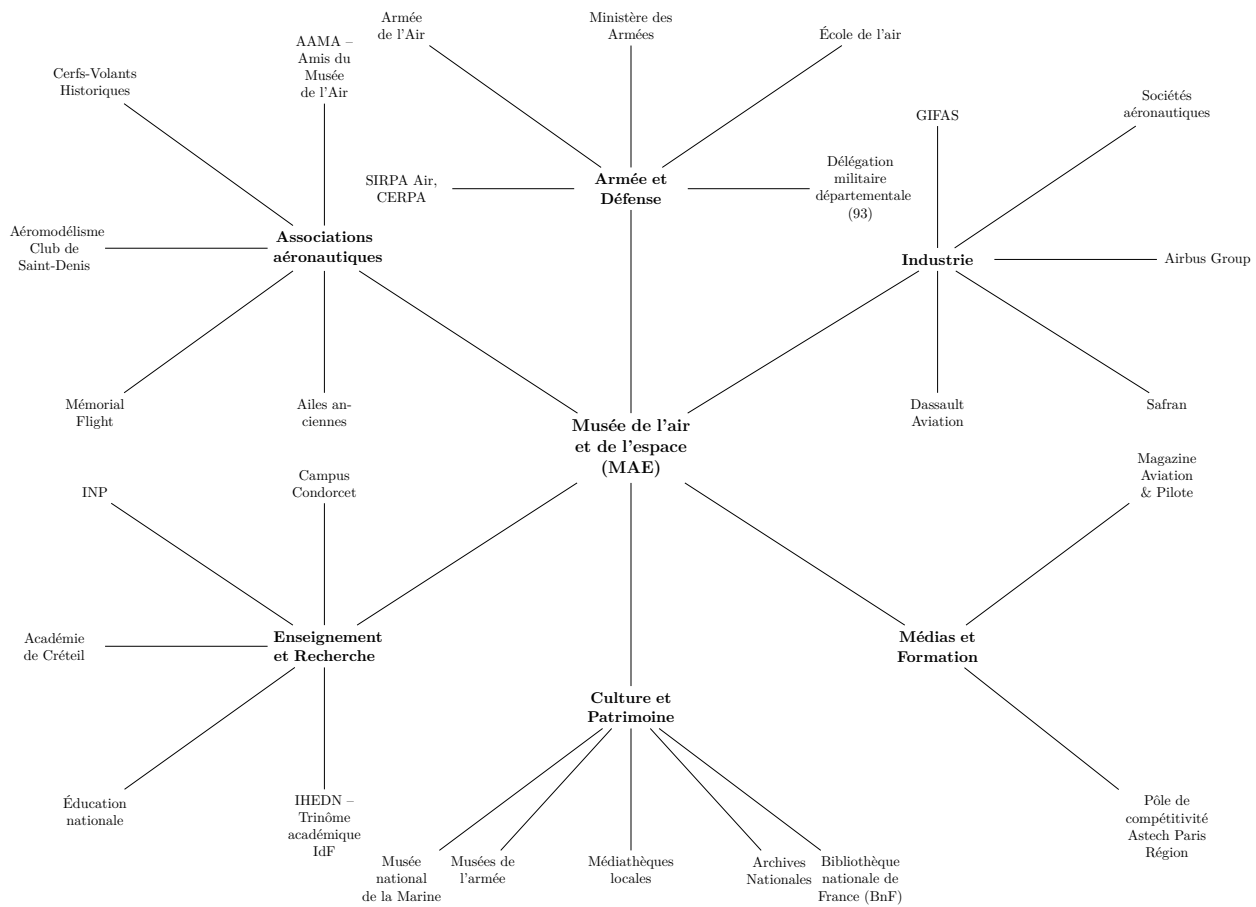 Armée
de l'Air
Ministère des
Armées
École de l'air
AAMA –
Amis du
Musée
de l'Air
Cerfs-Volants
Historiques
GIFAS
Sociétés
aéronautiques
SIRPA Air,
CERPA
Armée et
Défense
Délégation
militaire
départementale
(93)
Aéromodélisme
Club de
Saint-Denis
Associations
aéronautiques
Industrie
Airbus Group
Mémorial
Flight
Ailes an-
ciennes
Musée de l'air
et de l'espace
(MAE)
Dassault
Aviation
Safran
INP
Campus
Condorcet
Magazine
Aviation
& Pilote
Académie
de Créteil
Enseignement
et Recherche
Médias et
Formation
Culture et
Patrimoine
Éducation
nationale
IHEDN –
Trinôme
académique
IdF
Musée
national
de la Marine
Musées de
l'armée
Médiathèques
locales
Archives
Nationales
Bibliothèque
nationale de
France (BnF)
Pôle de
compétitivité
Astech Paris
Région